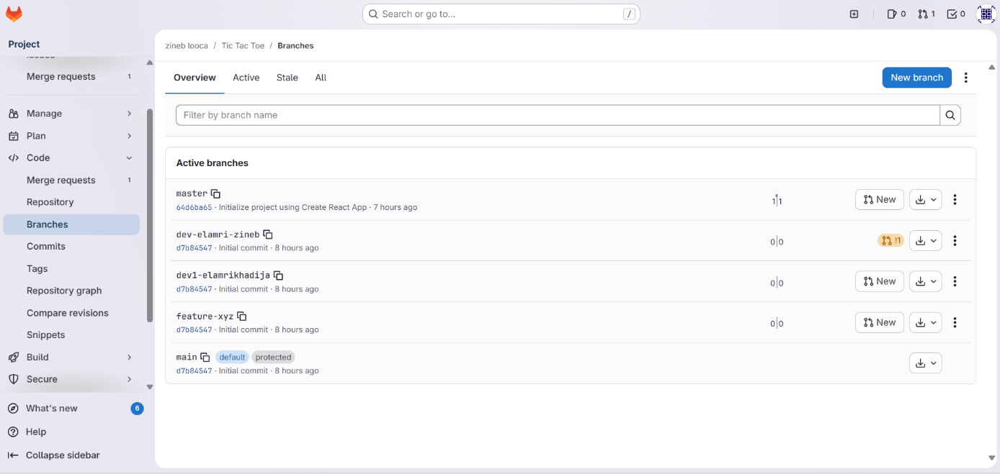 Search or go to...
/
0
1
0
Project
Issues
Merge requests 1
Manage
Plan
Code
Merge requests 1
Repository
Branches
Commits
Tags
Repository graph
Compare revisions
Snippets
Build
Secure
What's new 6
Help
Collapse sidebar
zineb looca / Tic Tac Toe / Branches
Overview Active Stale All New branch
Filter by branch name
Active branches
master
64d6ba65 · Initialize project using Create React App · 7 hours ago
1 1
New
dev-elamri-zineb
d7b84547 · Initial commit · 8 hours ago
0 0
!1
dev1-elamrikhadija
d7b84547 · Initial commit · 8 hours ago
0 0
New
feature-xyz
d7b84547 · Initial commit · 8 hours ago
0 0
New
main default protected
d7b84547 · Initial commit · 8 hours ago